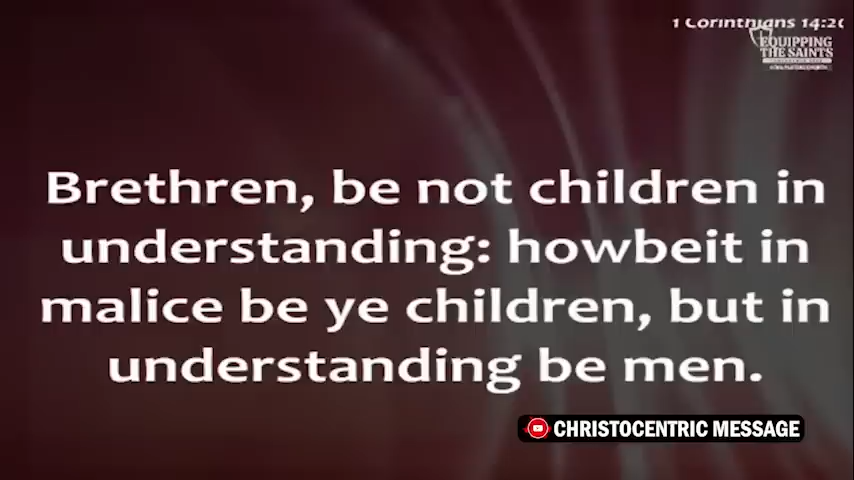 1 Corinthians 14:20
EQUIPPING
THE SAINTS
Brethren, be not children in
understanding: howbeit in
malice be ye children, but in
understanding be men.
CHRISTOCENTRIC MESSAGE